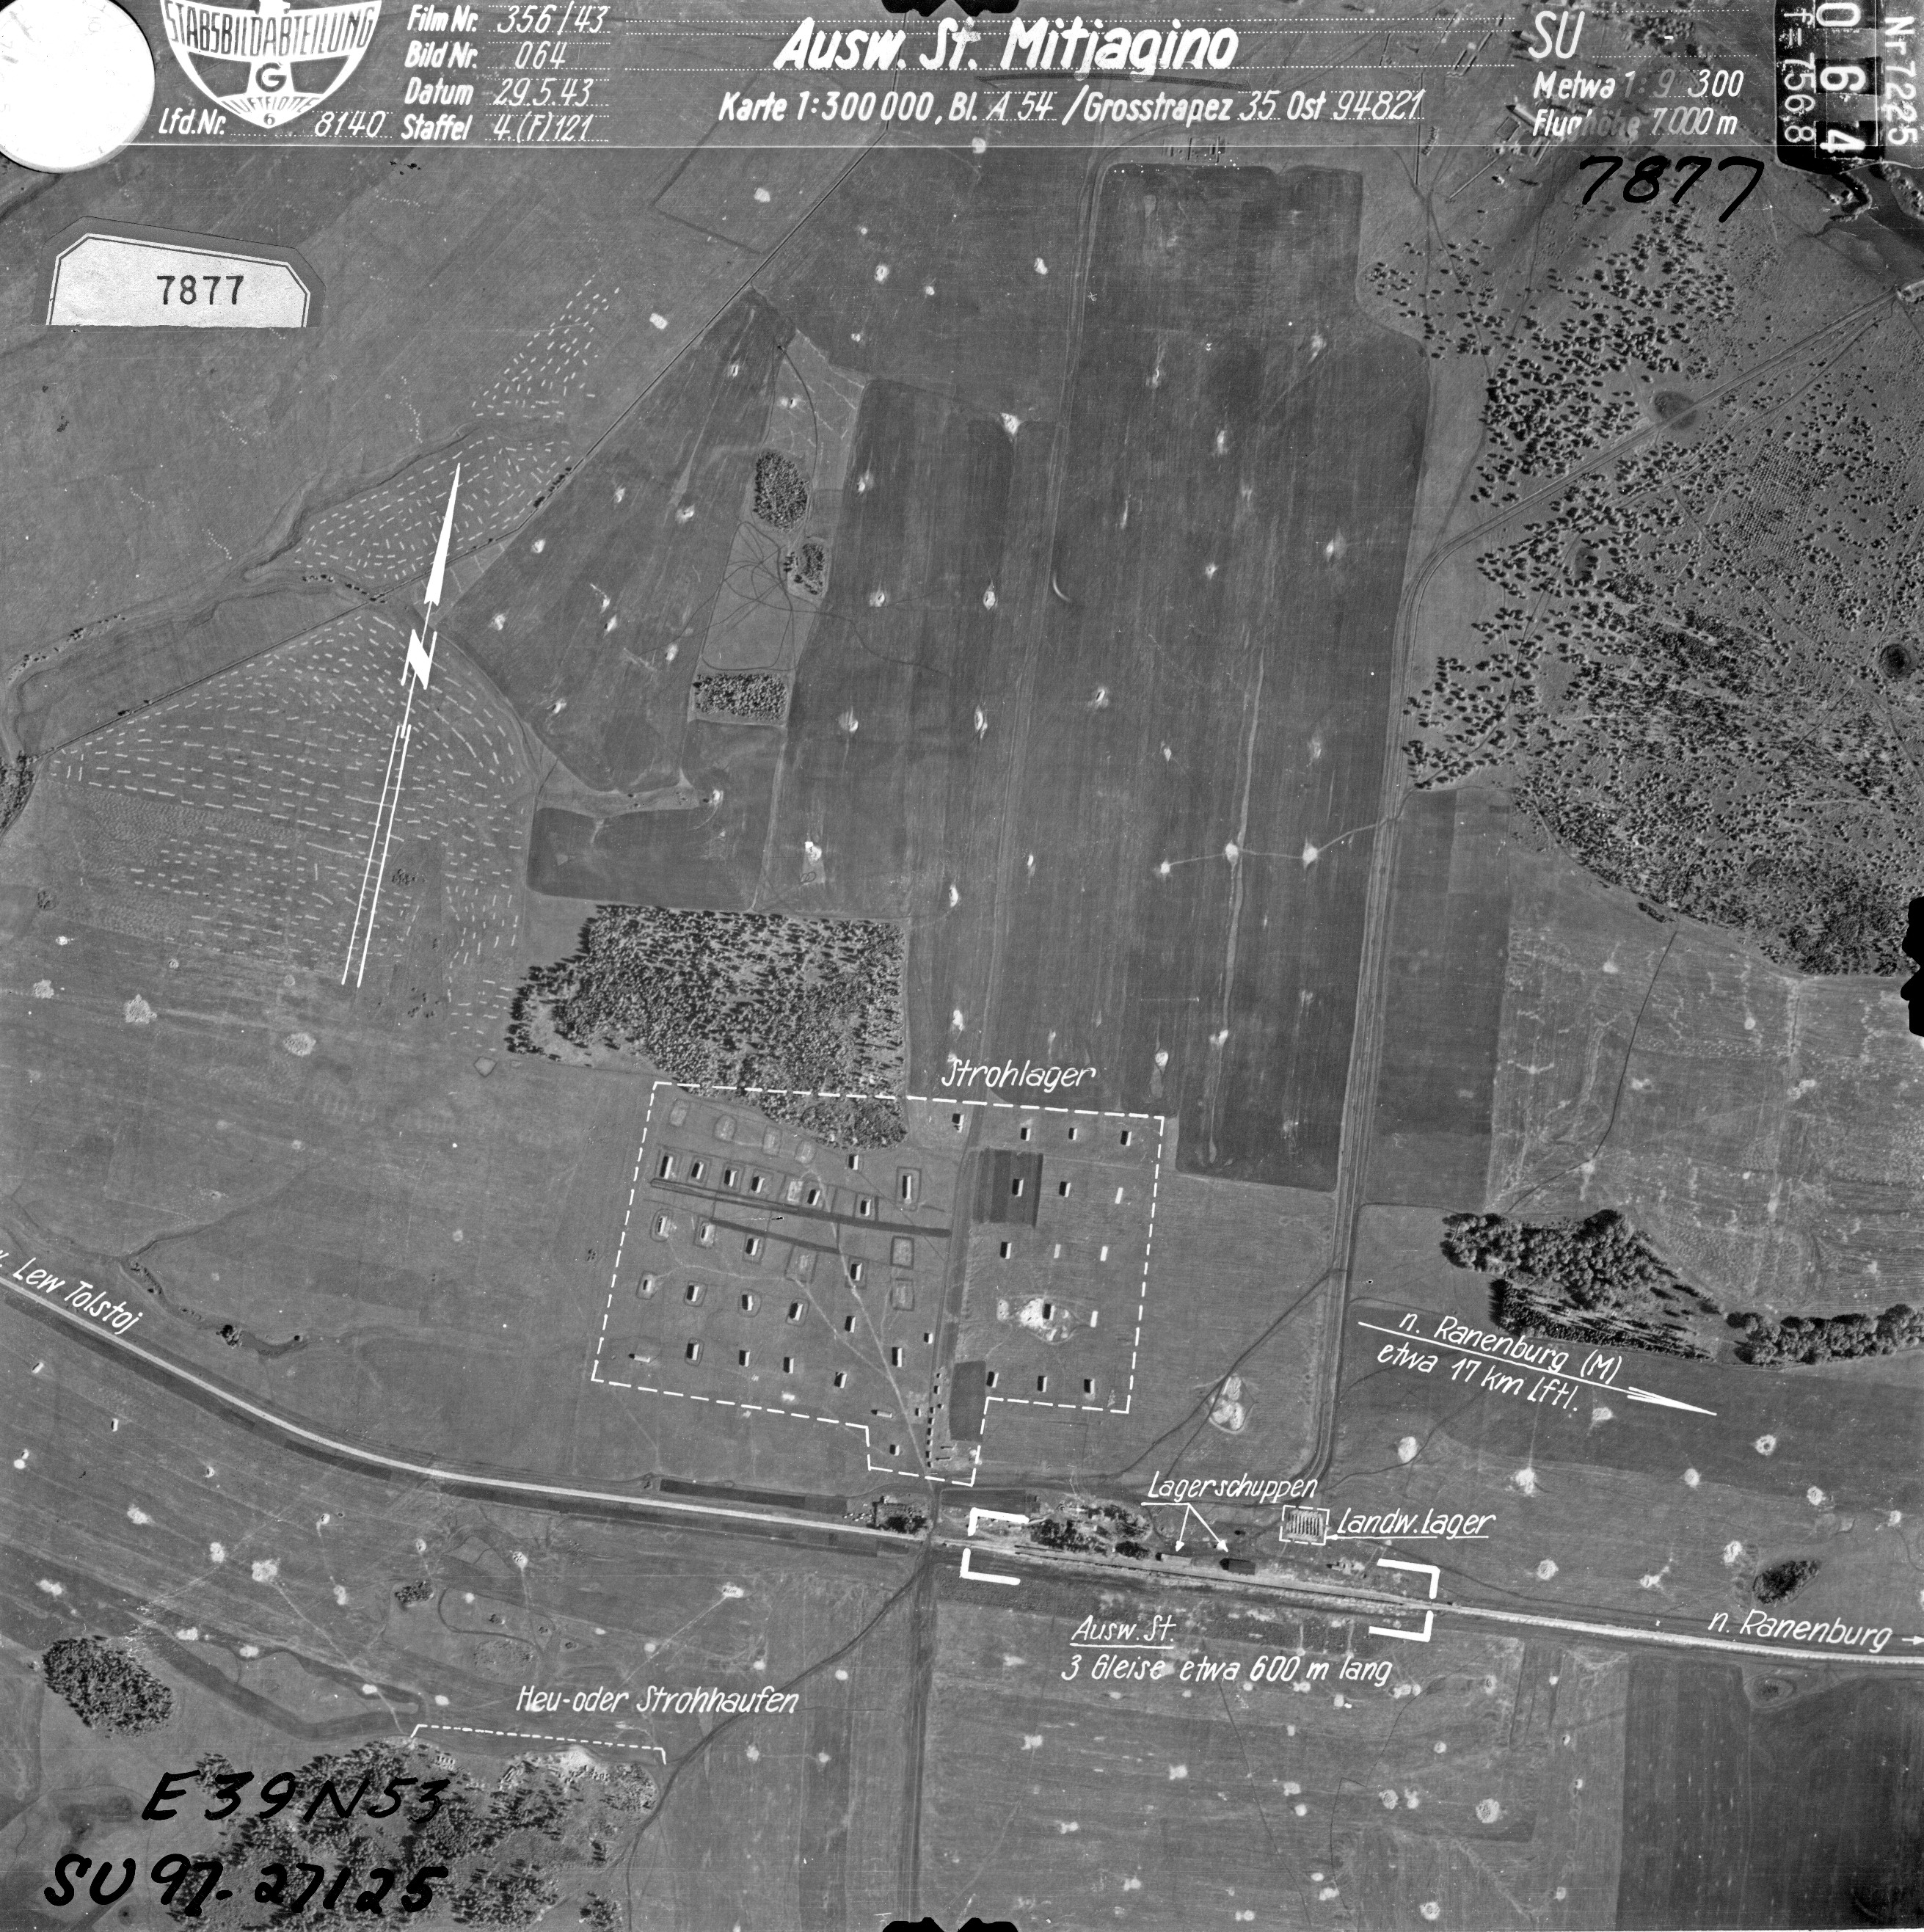 STABSBILDABTEILUNG
G
LUFTFLOTTE
6
Lfd.Nr. 8140
Film Nr. 356/43
Bild Nr. 064
Datum 29.5.43
Staffel 4.(F)121
Ausw. St. Mitjagino
Karte 1:300 000, Bl. A 54 /Grosstrapez 35 Ost 94821
SU
M etwa 1:9 300
Flughöhe 7000 m
064
f= 756,8
Nr 7225
7877
7877
Strohlager
Lew Tolstoj
n. Ranenburg (M)
etwa 17 km Lftl.
Lagerschuppen
Landw. Lager
n. Ranenburg
Ausw. St.
3 Gleise etwa 600 m lang
Heu-oder Strohhaufen
E39N53
SU 97-27125